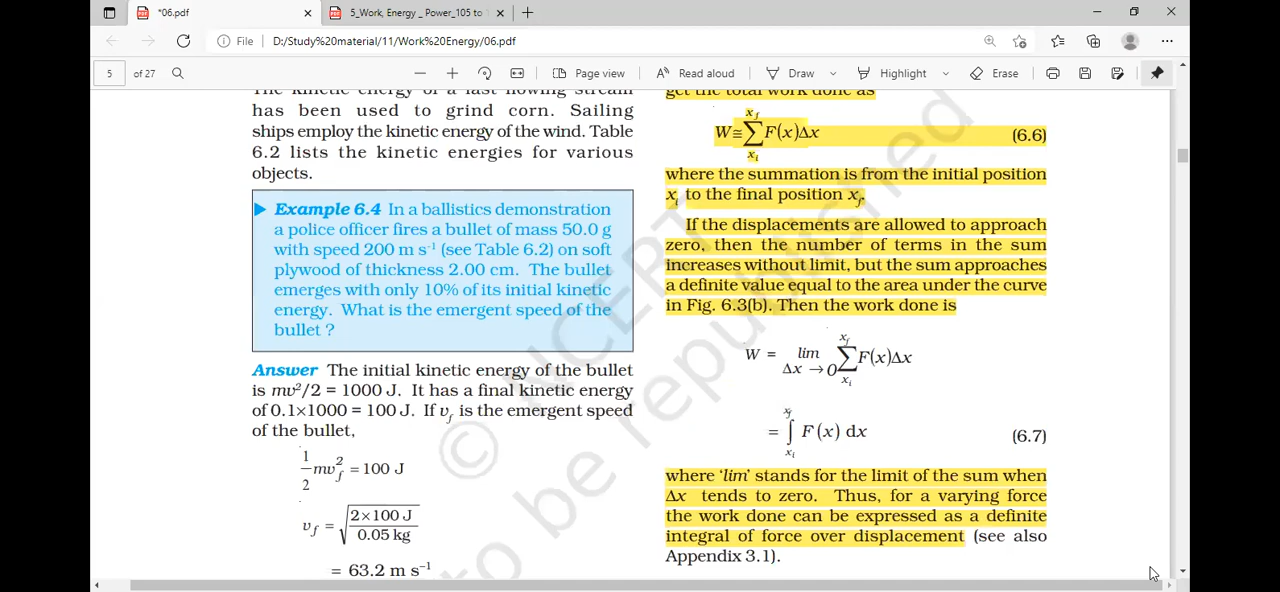 *06.pdf
5_Work, Energy _ Power_105 to
File D:/Study%20material/11/Work%20Energy/06.pdf
5 of 27
Page view
Read aloud
Draw
Highlight
Erase
has been used to grind corn. Sailing
ships employ the kinetic energy of the wind. Table
6.2 lists the kinetic energies for various
objects.
Example 6.4 In a ballistics demonstration
a police officer fires a bullet of mass 50.0 g
with speed 200 m s⁻¹ (see Table 6.2) on soft
plywood of thickness 2.00 cm. The bullet
emerges with only 10% of its initial kinetic
energy. What is the emergent speed of the
bullet ?
Answer The initial kinetic energy of the bullet
is mv²/2 = 1000 J. It has a final kinetic energy
of 0.1×1000 = 100 J. If v_f is the emergent speed
of the bullet,
1/2 mv_f² = 100 J
v_f = √(2×100 J / 0.05 kg)
= 63.2 m s⁻¹
get the total work done as
W ≅ ∑_{x_i}^{x_f} F(x)Δx (6.6)
where the summation is from the initial position
x_i to the final position x_f.
If the displacements are allowed to approach
zero, then the number of terms in the sum
increases without limit, but the sum approaches
a definite value equal to the area under the curve
in Fig. 6.3(b). Then the work done is
W = lim_{Δx → 0} ∑_{x_i}^{x_f} F(x)Δx
= ∫_{x_i}^{x_f} F(x) dx (6.7)
where 'lim' stands for the limit of the sum when
Δx tends to zero. Thus, for a varying force
the work done can be expressed as a definite
integral of force over displacement (see also
Appendix 3.1).
© NCERT
to be republished